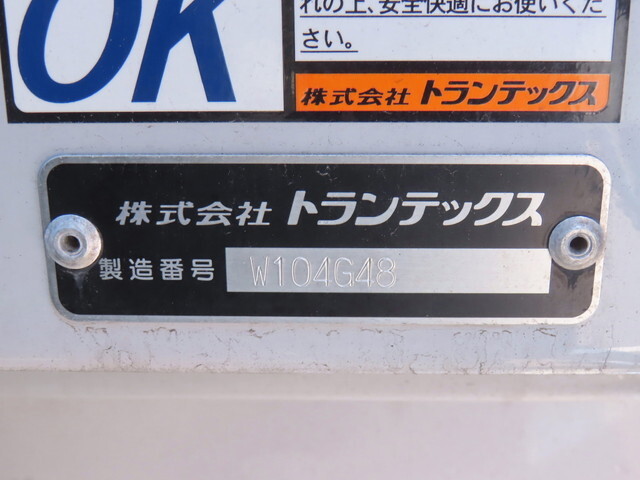 OK
れの上、安全快適にお使いくだ
さい。
株式会社 トランテックス
株式会社 トランテックス
製造番号 W104G48